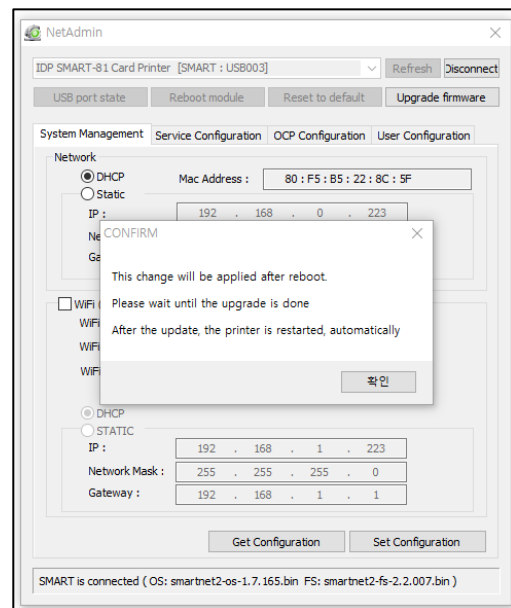 NetAdmin
IDP SMART-81 Card Printer [SMART : USB003]
Refresh
Disconnect
USB port state
Reboot module
Reset to default
Upgrade firmware
System Management
Service Configuration
OCP Configuration
User Configuration
Network
DHCP
Mac Address :
80 : F5 : B5 : 22 : 8C : 5F
Static
IP :
192 . 168 . 0 . 223
CONFIRM
This change will be applied after reboot.
Please wait until the upgrade is done
After the update, the printer is restarted, automatically
확인
WiFi
WiFi
WiFi
WiFi
DHCP
STATIC
IP :
192 . 168 . 1 . 223
Network Mask :
255 . 255 . 255 . 0
Gateway :
192 . 168 . 1 . 1
Get Configuration
Set Configuration
SMART is connected ( OS: smartnet2-os-1.7.165.bin FS: smartnet2-fs-2.2.007.bin )